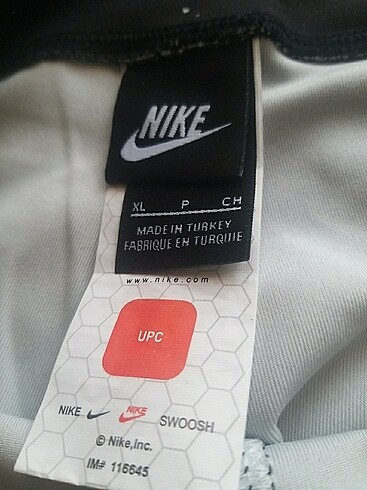 NIKE
XL P CH
MADE IN TURKEY
FABRIQUE EN TURQUIE
www.nike.com
UPC
NIKE NIKE SWOOSH
© Nike,Inc.
IM# 116645